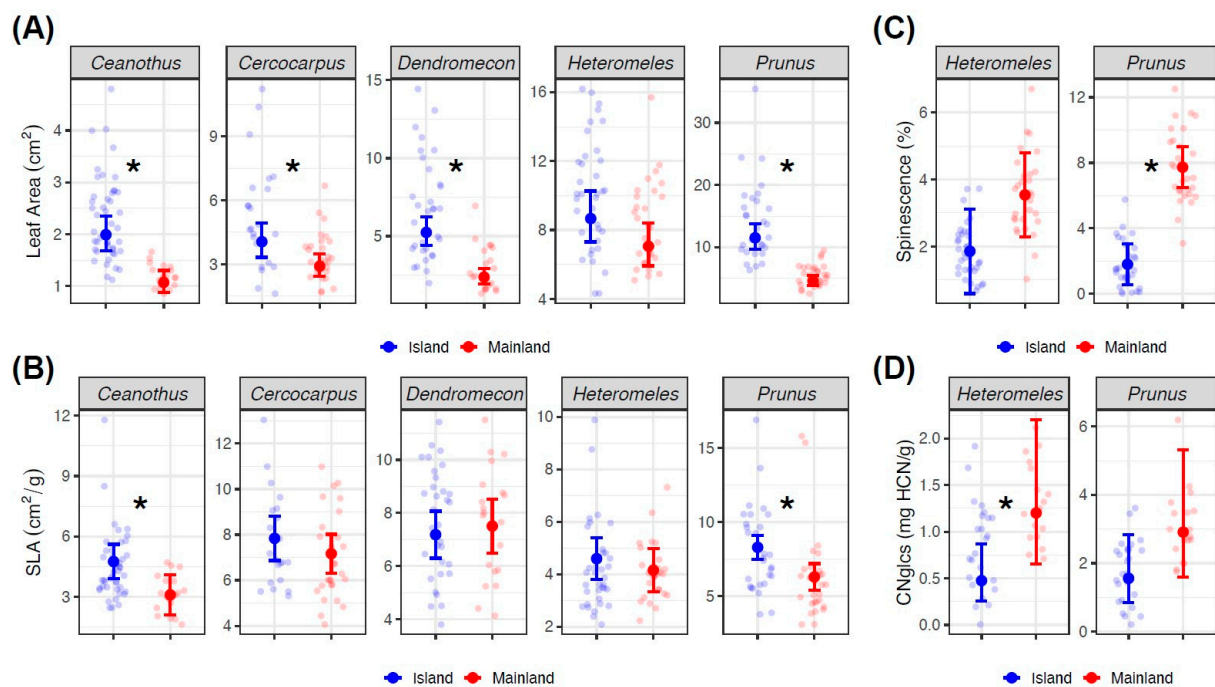 (A)
Ceanothus
Cercocarpus
Dendromecon
Heteromeles
Prunus
Leaf Area (cm²)
4
3
2
1
*
9
6
3
*
15
10
5
*
16
12
8
4
30
20
10
*
Island
Mainland
(B)
Ceanothus
Cercocarpus
Dendromecon
Heteromeles
Prunus
SLA (cm²/g)
12
9
6
3
*
12
10
8
6
4
12
10
8
6
4
10
8
6
4
2
15
10
5
*
Island
Mainland
(C)
Heteromeles
Prunus
Spinescence (%)
6
4
2
0
12
9
6
3
0
*
Island
Mainland
(D)
Heteromeles
Prunus
CNglcs (mg HCN/g)
2.0
1.5
1.0
0.5
0.0
*
6
4
2
0
Island
Mainland